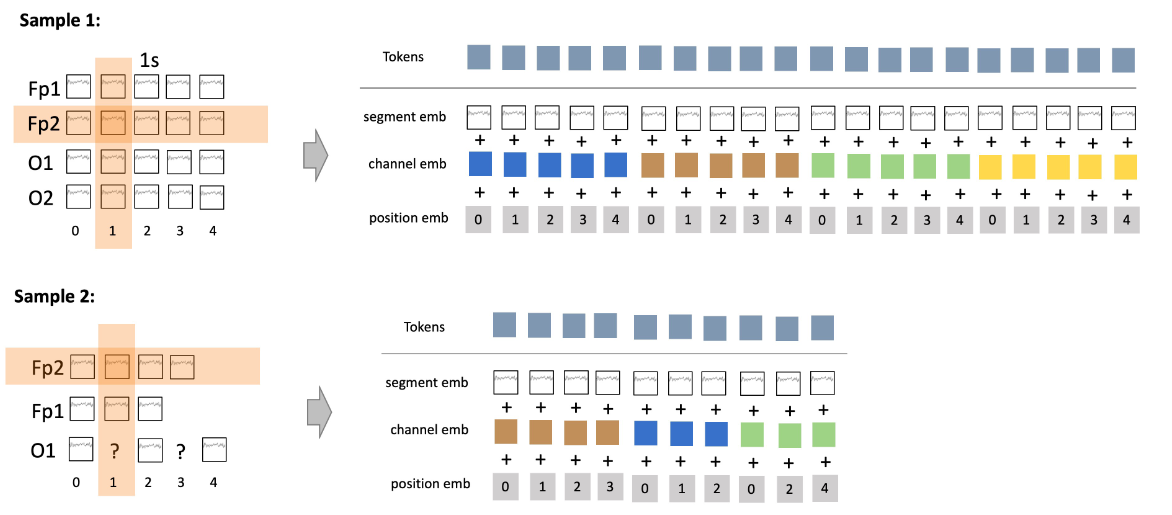 Sample 1:
1s
Fp1
Fp2
O1
O2
0 1 2 3 4
Tokens
segment emb
+ + + + + + + + + + + + + + + + + + + +
channel emb
+ + + + + + + + + + + + + + + + + + + +
position emb 0 1 2 3 4 0 1 2 3 4 0 1 2 3 4 0 1 2 3 4
Sample 2:
Fp2
Fp1
O1 ? ?
0 1 2 3 4
Tokens
segment emb
+ + + + + + + + + +
channel emb
+ + + + + + + + + +
position emb 0 1 2 3 0 1 2 0 2 4